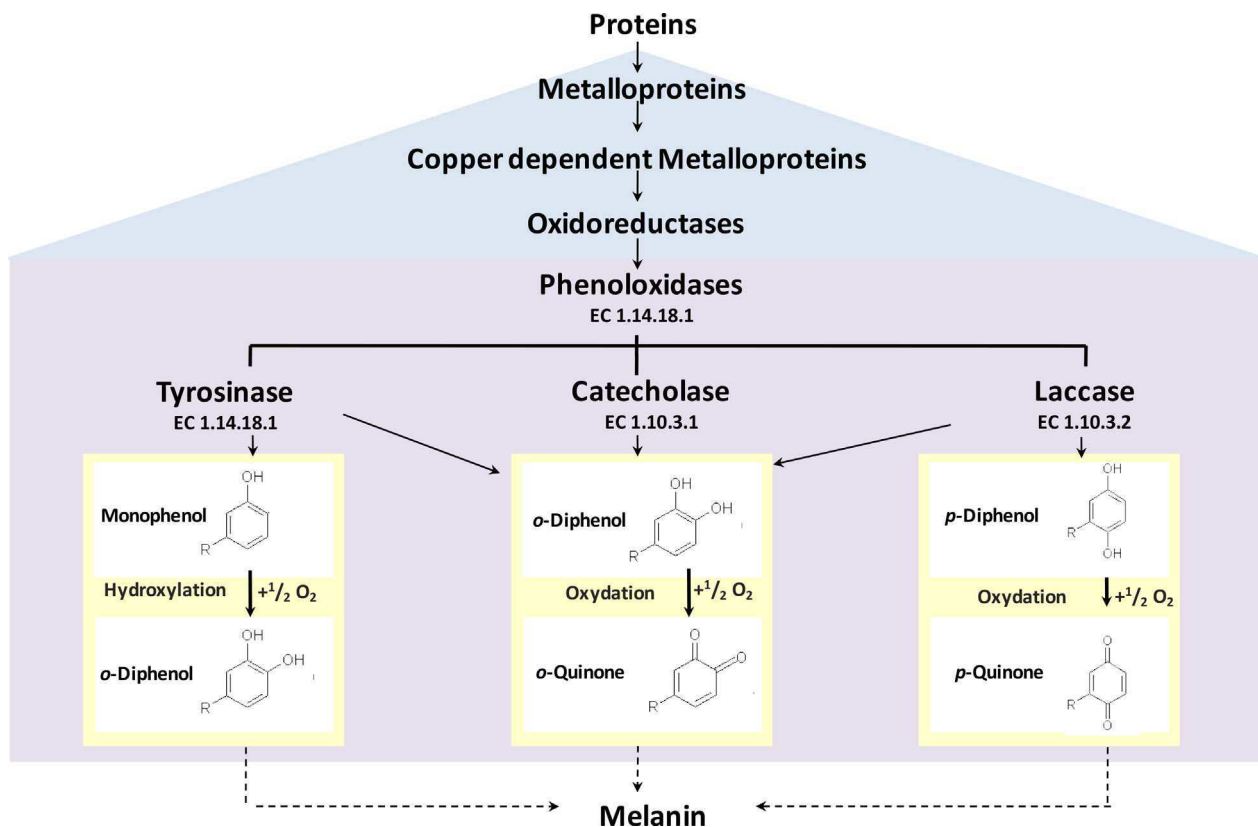 Proteins
Metalloproteins
Copper dependent Metalloproteins
Oxidoreductases
Phenoloxidases
EC 1.14.18.1
Tyrosinase
EC 1.14.18.1
Catecholase
EC 1.10.3.1
Laccase
EC 1.10.3.2
Monophenol
OH
R
Hydroxylation
+1/2 O2
o-Diphenol
OH
OH
R
o-Diphenol
OH
OH
R
Oxydation
+1/2 O2
o-Quinone
O
O
R
p-Diphenol
OH
R
OH
Oxydation
+1/2 O2
p-Quinone
O
R
O
Melanin